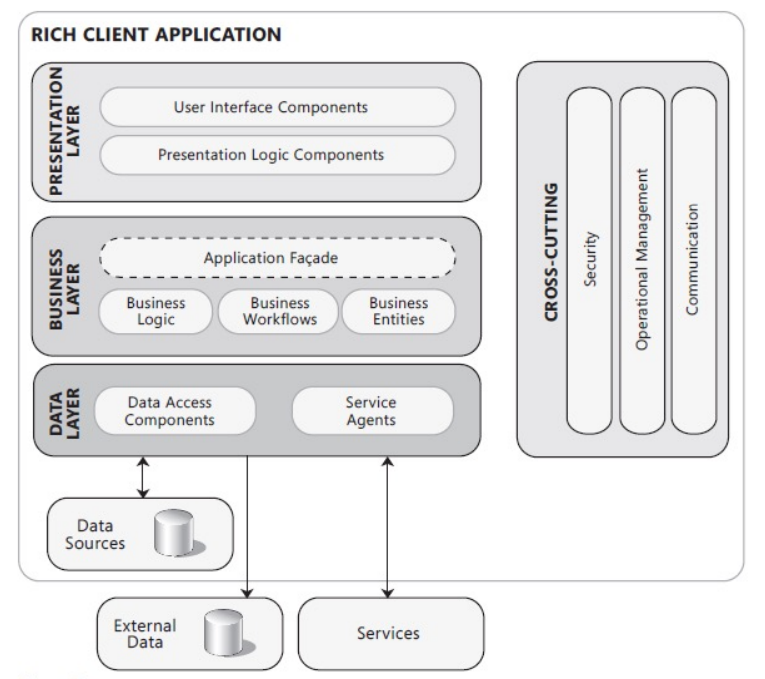 RICH CLIENT APPLICATION
PRESENTATION
LAYER
User Interface Components
Presentation Logic Components
BUSINESS
LAYER
Application Façade
Business
Logic
Business
Workflows
Business
Entities
DATA
LAYER
Data Access
Components
Service
Agents
CROSS-CUTTING
Security
Operational Management
Communication
Data
Sources
External
Data
Services